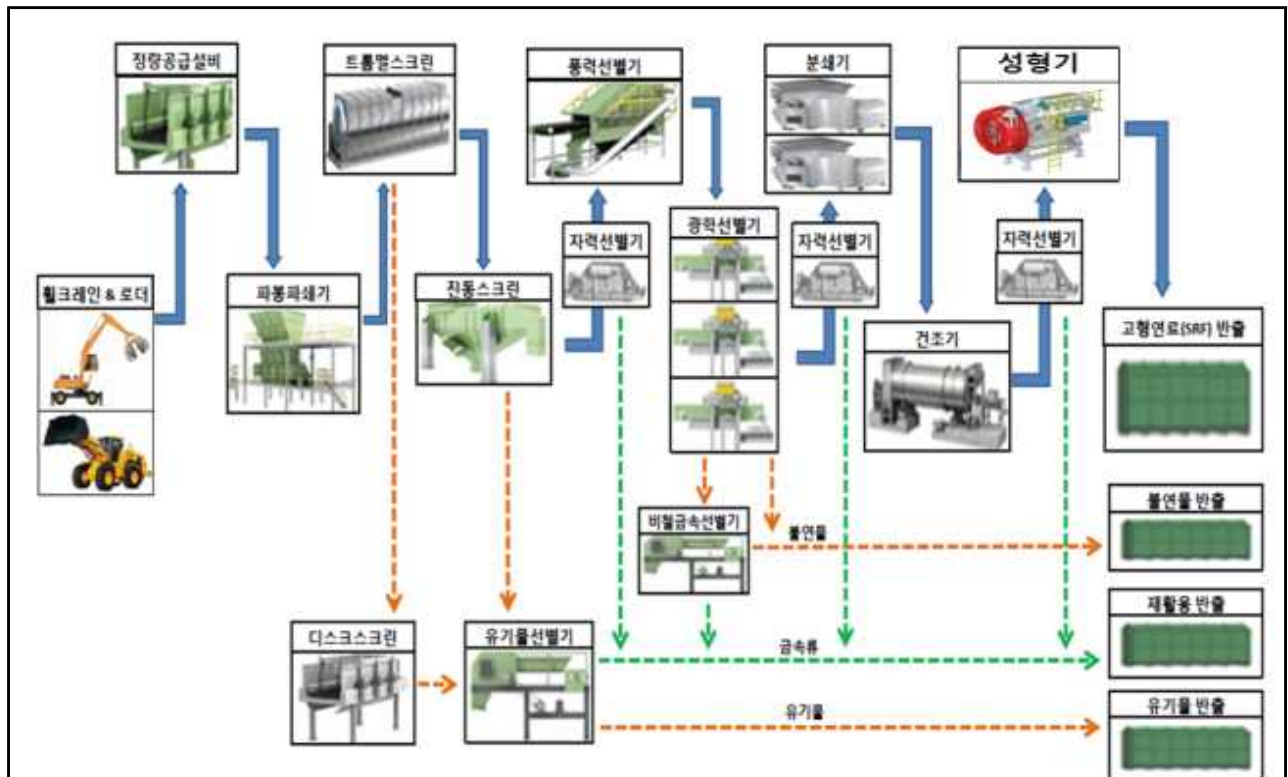 정량공급설비
트롬멜스크린
풍력선별기
분쇄기
성형기
휠크레인 & 로더
파봉파쇄기
진동스크린
자력선별기
광학선별기
자력선별기
건조기
자력선별기
고형연료(SRF) 반출
비철금속선별기
불연물
불연물 반출
디스크스크린
유기물선별기
금속류
재활용 반출
유기물
유기물 반출